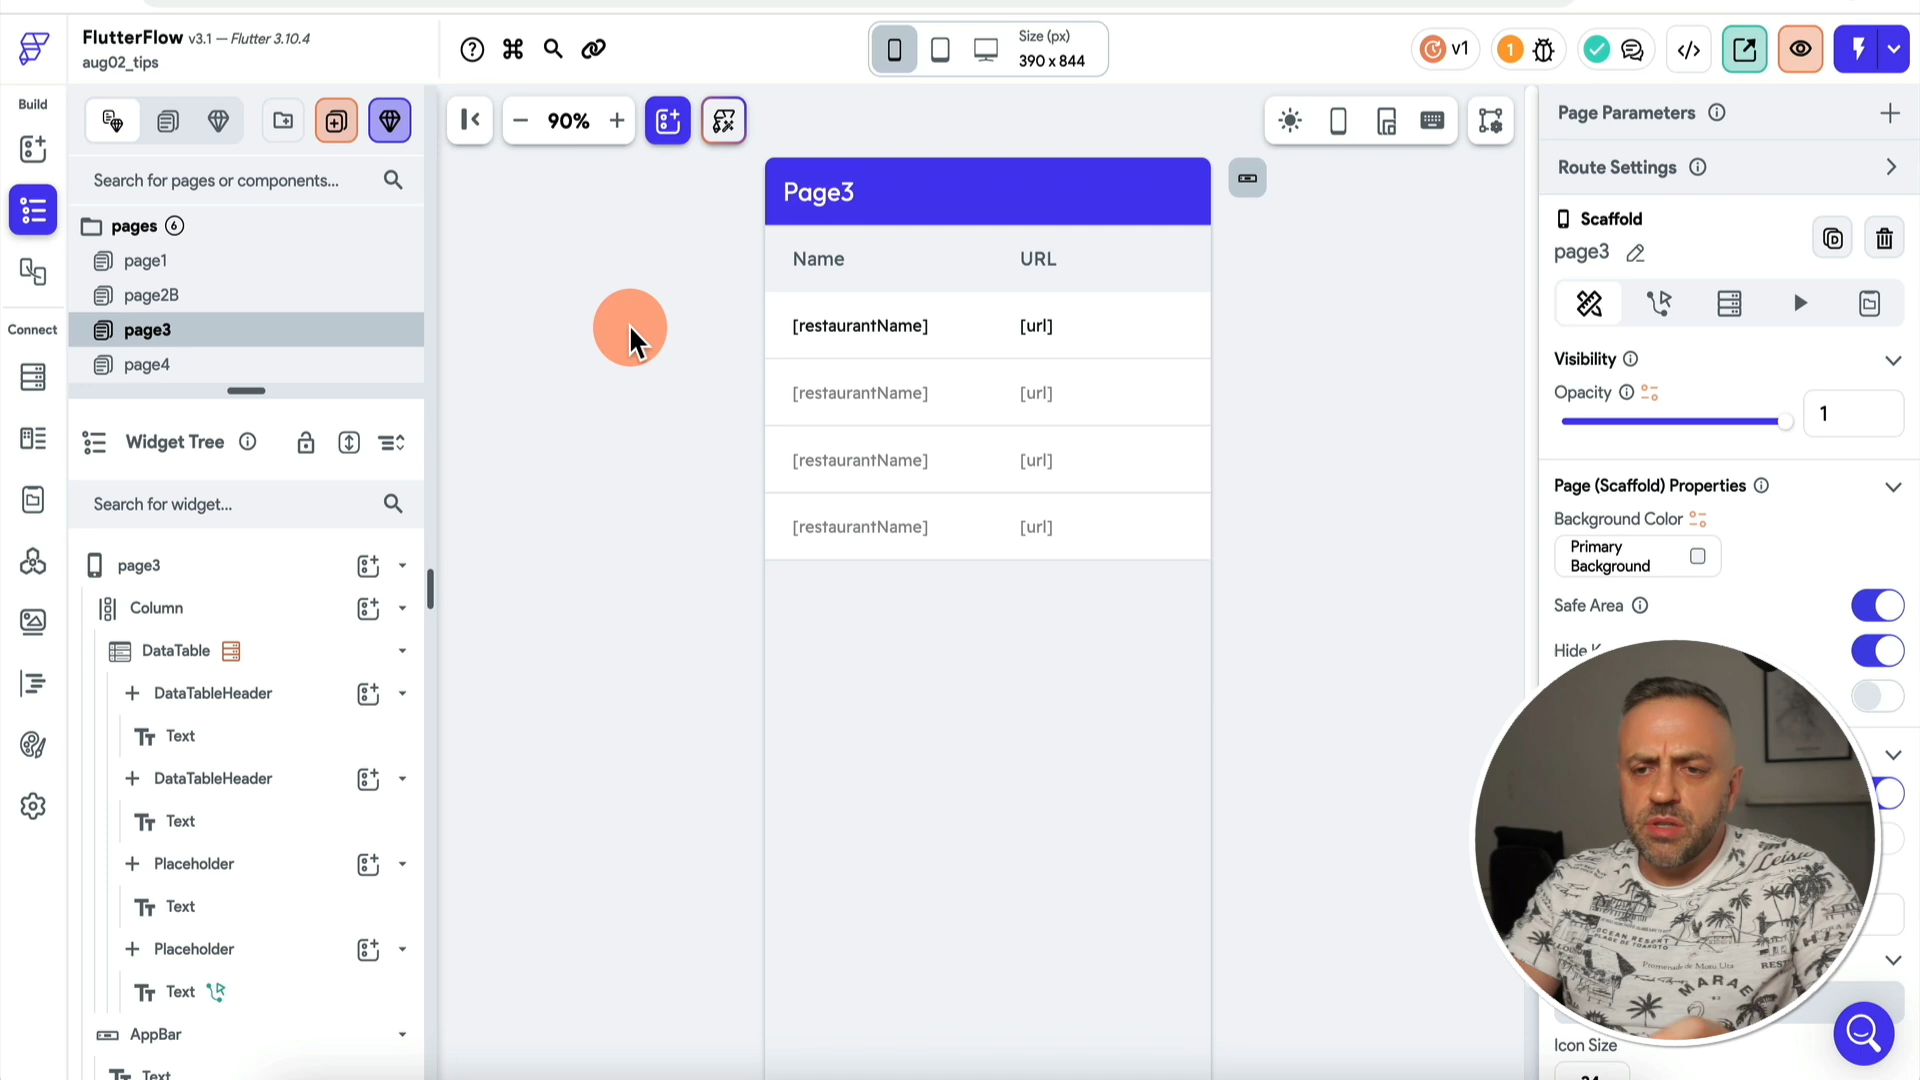 FlutterFlow v3.1 — Flutter 3.10.4
aug02_tips
Size (px)
390 x 844
v1
1
Build
Connect
Search for pages or components...
pages 6
page1
page2B
page3
page4
Widget Tree
Search for widget...
page3
Column
DataTable
DataTableHeader
Text
DataTableHeader
Text
Placeholder
Text
Placeholder
Text
AppBar
Text
90%
Page3
Name URL
[restaurantName] [url]
[restaurantName] [url]
[restaurantName] [url]
[restaurantName] [url]
Page Parameters
Route Settings
Scaffold
page3
Visibility
Opacity
1
Page (Scaffold) Properties
Background Color
Primary
Background
Safe Area
Hide
Icon Size
24
MARAE